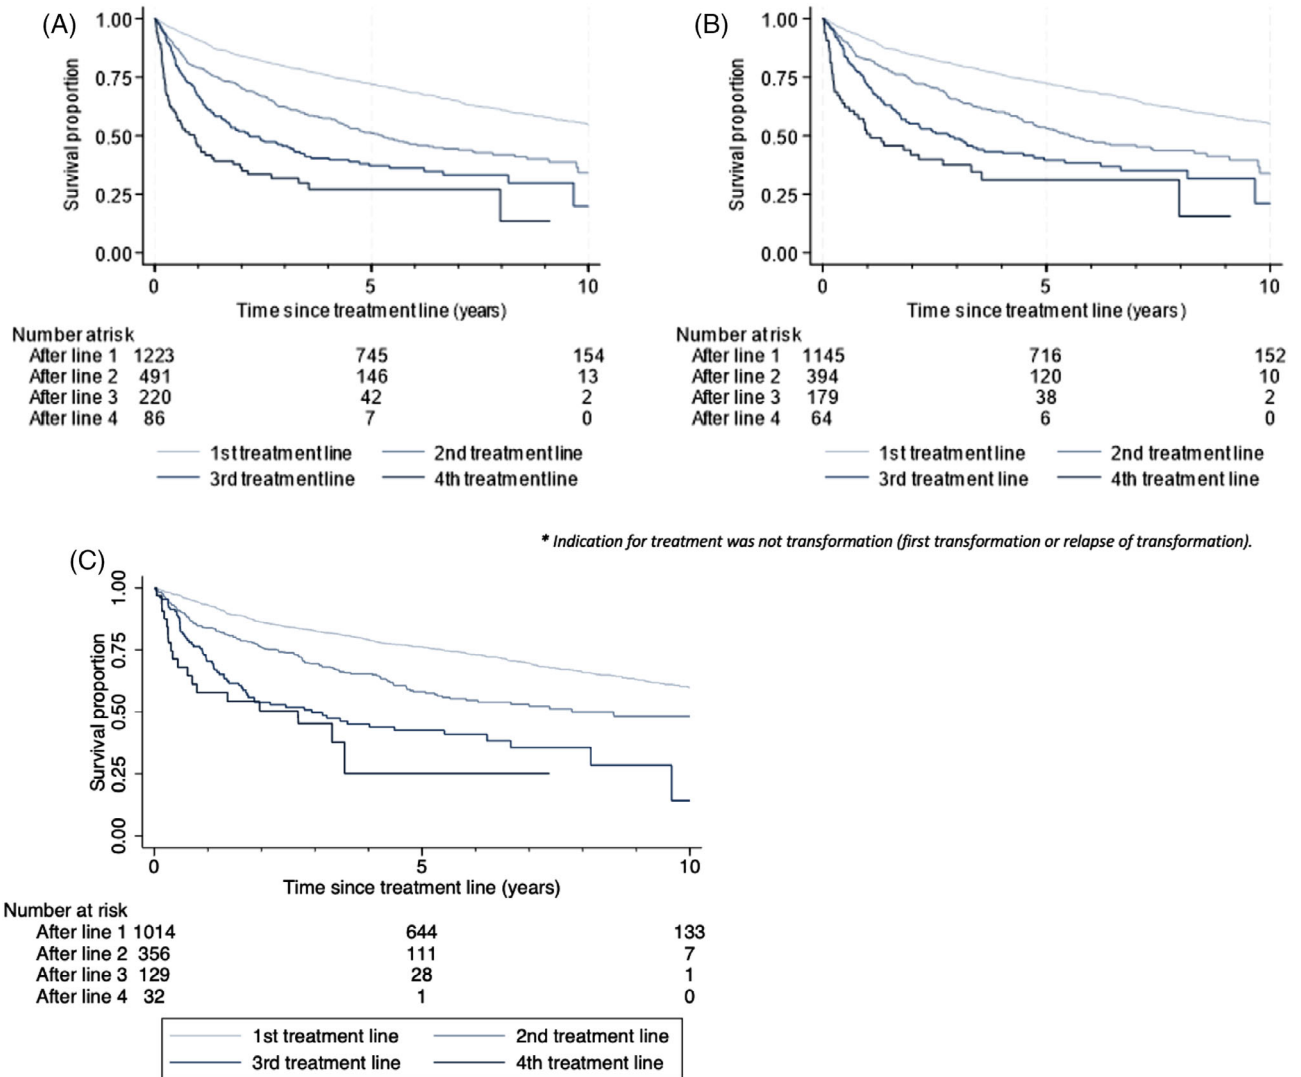 (A)
1.00
0.75
0.50
0.25
0.00
Survival proportion
0 5 10
Time since treatment line (years)
Number at risk
After line 1 1223 745 154
After line 2 491 146 13
After line 3 220 42 2
After line 4 86 7 0
1st treatment line 2nd treatment line
3rd treatment line 4th treatment line
(B)
1.00
0.75
0.50
0.25
0.00
Survival proportion
0 5 10
Time since treatment line (years)
Number at risk
After line 1 1145 716 152
After line 2 394 120 10
After line 3 179 38 2
After line 4 64 6 0
1st treatment line 2nd treatment line
3rd treatment line 4th treatment line
* Indication for treatment was not transformation (first transformation or relapse of transformation).
(C)
1.00
0.75
0.50
0.25
0.00
Survival proportion
0 5 10
Time since treatment line (years)
Number at risk
After line 1 1014 644 133
After line 2 356 111 7
After line 3 129 28 1
After line 4 32 1 0
1st treatment line 2nd treatment line
3rd treatment line 4th treatment line